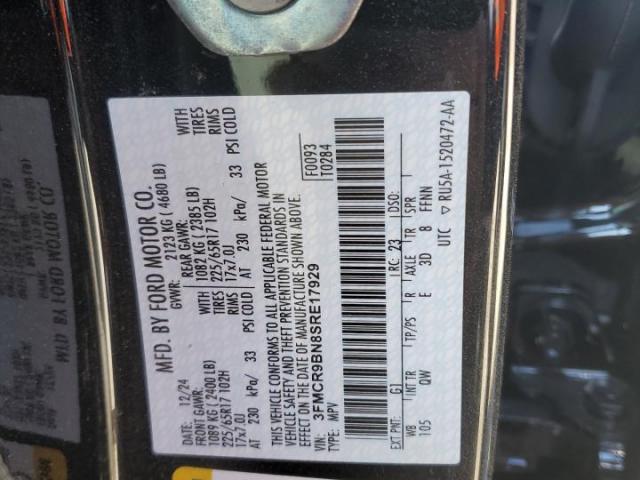 MFD. BY FORD MOTOR CO.
DATE: 12/24 GVWR: 2123 KG ( 4680 LB)
FRONT GAWR: REAR GAWR: WITH
1089 KG ( 2400 LB) 1082 KG ( 2385 LB) TIRES
225/65R17 102H 225/65R17 102H RIMS
17x7.0J WITH TIRES RIMS 17x7.0J
AT 230 kPa/ 33 PSI COLD AT 230 kPa/ 33 PSI COLD
THIS VEHICLE CONFORMS TO ALL APPLICABLE FEDERAL MOTOR
VEHICLE SAFETY AND THEFT PREVENTION STANDARDS IN
EFFECT ON THE DATE OF MANUFACTURE SHOWN ABOVE.
VIN: 3FMCR9BN8SRE17929 F0093
TYPE: MPV T0284
EXT PNT: G1 RC: 23 DSO:
WB INT TR TP/PS R AXLE TR SPR
105 QW E 3D 8 FFNN
UTC ▽ RU5A-1520472-AA